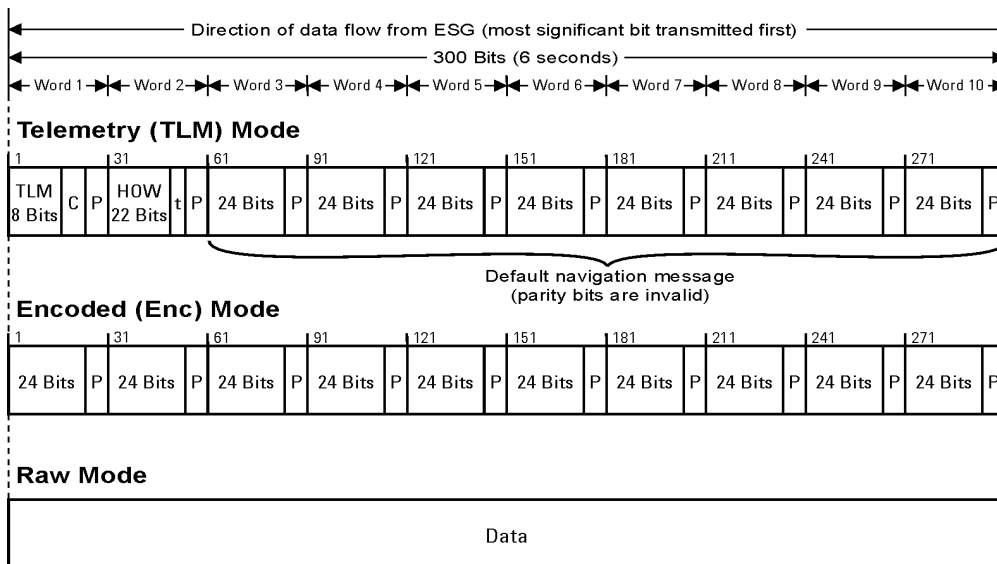 Direction of data flow from ESG (most significant bit transmitted first)
300 Bits (6 seconds)
Word 1 Word 2 Word 3 Word 4 Word 5 Word 6 Word 7 Word 8 Word 9 Word 10
Telemetry (TLM) Mode
1 31 61 91 121 151 181 211 241 271
TLM 8 Bits C P HOW 22 Bits t P 24 Bits P 24 Bits P 24 Bits P 24 Bits P 24 Bits P 24 Bits P 24 Bits P 24 Bits P
Default navigation message
(parity bits are invalid)
Encoded (Enc) Mode
1 31 61 91 121 151 181 211 241 271
24 Bits P 24 Bits P 24 Bits P 24 Bits P 24 Bits P 24 Bits P 24 Bits P 24 Bits P 24 Bits P 24 Bits P
Raw Mode
Data